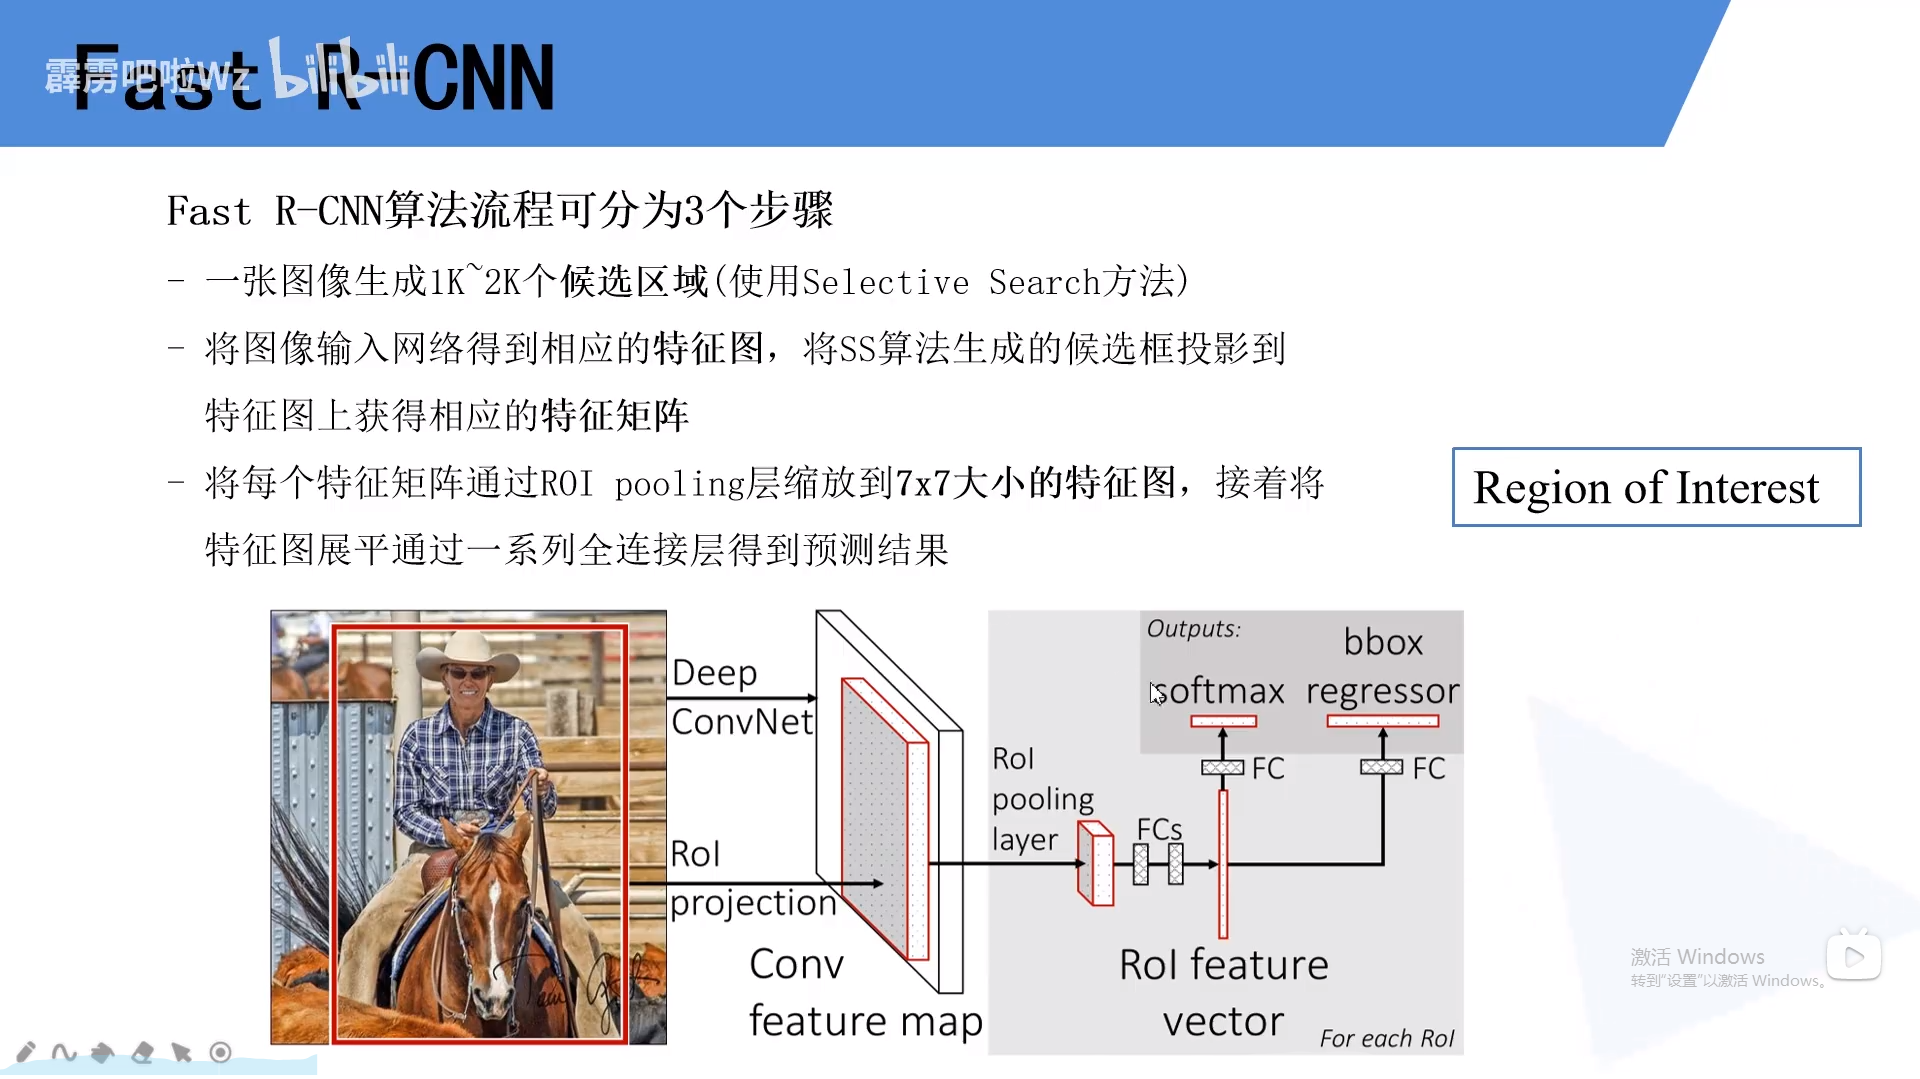 Fast R-CNN
霹雳吧啦Wz bilibili
Fast R-CNN算法流程可分为3个步骤
- 一张图像生成1K~2K个候选区域(使用Selective Search方法)
- 将图像输入网络得到相应的特征图，将SS算法生成的候选框投影到
特征图上获得相应的特征矩阵
- 将每个特征矩阵通过ROI pooling层缩放到7x7大小的特征图，接着将
特征图展平通过一系列全连接层得到预测结果
Region of Interest
Deep
ConvNet
RoI
projection
Conv
feature map
RoI
pooling
layer
FCs
Outputs:
softmax
bbox
regressor
FC
FC
RoI feature
vector
For each RoI
激活 Windows
转到"设置"以激活 Windows。